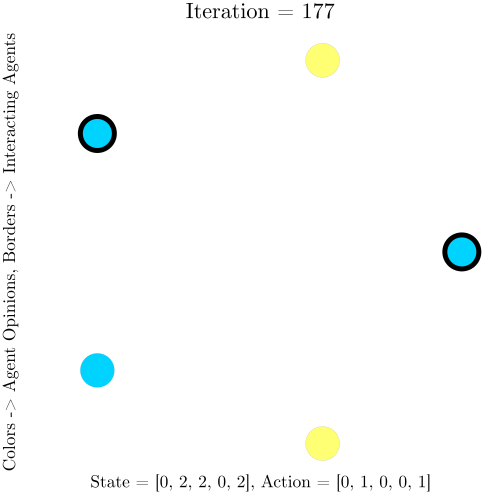 Iteration = 177
Colors -> Agent Opinions, Borders -> Interacting Agents
State = [0, 2, 2, 0, 2], Action = [0, 1, 0, 0, 1]